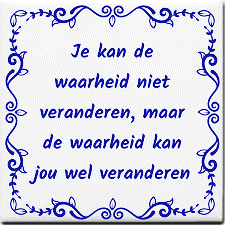 Je kan de
waarheid niet
veranderen, maar
de waarheid kan
jou wel veranderen